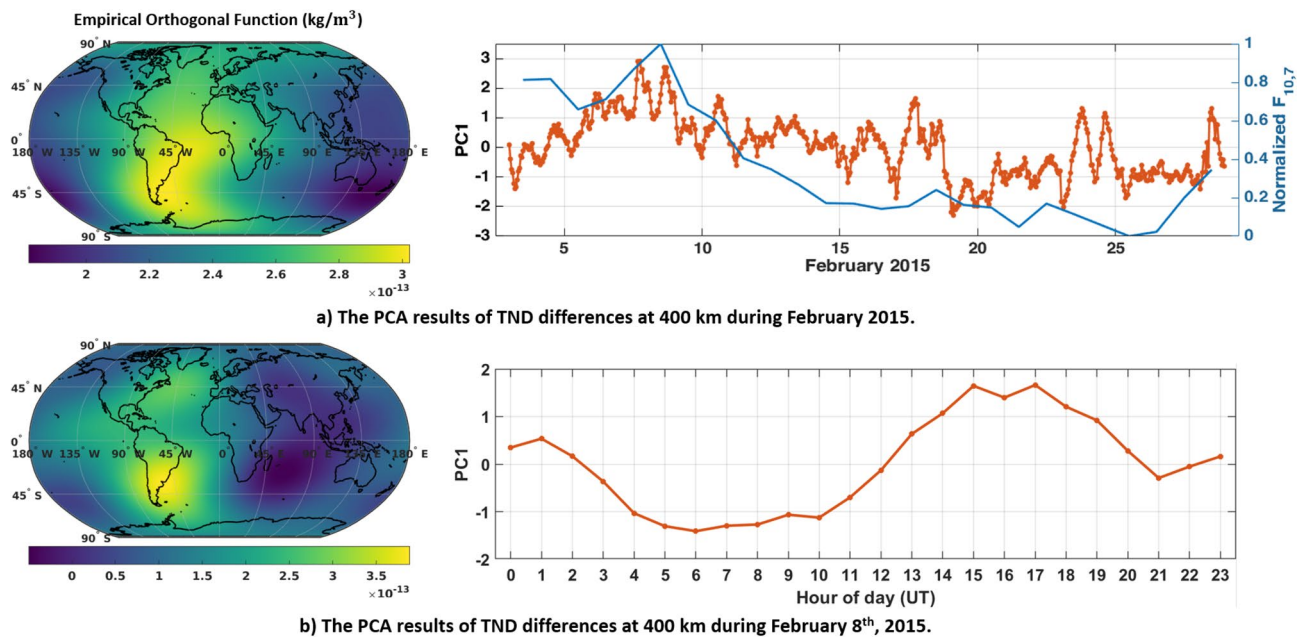 Empirical Orthogonal Function (kg/m³)
90° N
45° N
0°
180° W 135° W 90° W 45° W 0° 45° E 90° E 135° E 180° E
45° S
90° S
2 2.2 2.4 2.6 2.8 3
×10⁻¹³
PC1
3
2
1
0
-1
-2
-3
5 10 15 20 25
February 2015
1
0.8
0.6
0.4
0.2
0
Normalized F₁₀,₇
a) The PCA results of TND differences at 400 km during February 2015.
90° N
45° N
0°
180° W 135° W 90° W 45° W 0° 45° E 90° E 135° E 180° E
45° S
90° S
0 0.5 1 1.5 2 2.5 3 3.5
×10⁻¹³
PC1
2
1
0
-1
-2
0 1 2 3 4 5 6 7 8 9 10 11 12 13 14 15 16 17 18 19 20 21 22 23
Hour of day (UT)
b) The PCA results of TND differences at 400 km during February 8ᵗʰ, 2015.